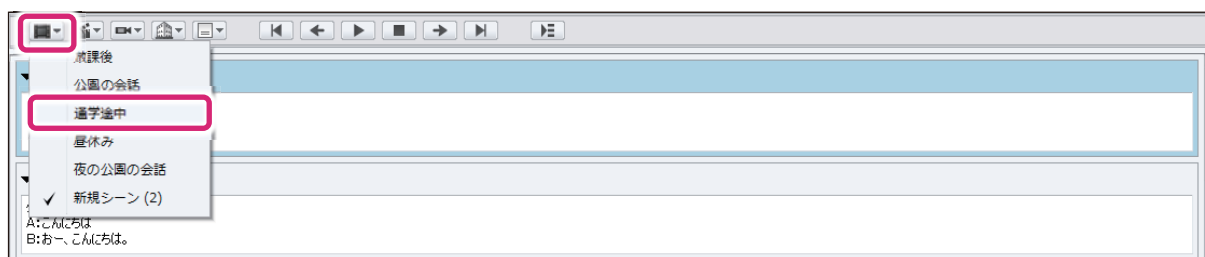 放課後
公園の会話
通学途中
昼休み
夜の公園の会話
新規シーン (2)
A:こんにちは
B:おー、こんにちは。